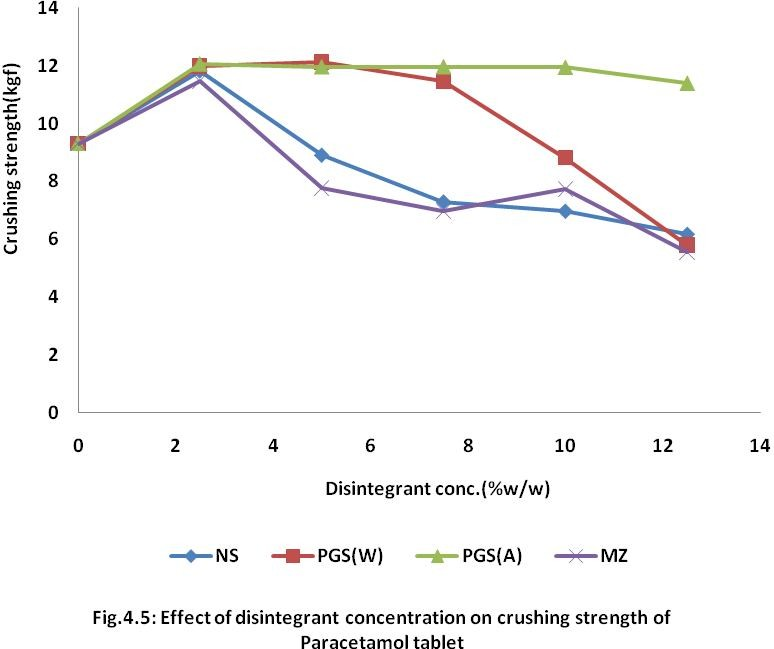 14
12
10
8
6
4
2
0
Crushing strength(kgf)
0 2 4 6 8 10 12 14
Disintegrant conc.(%w/w)
NS PGS(W) PGS(A) MZ
Fig.4.5: Effect of disintegrant concentration on crushing strength of
Paracetamol tablet